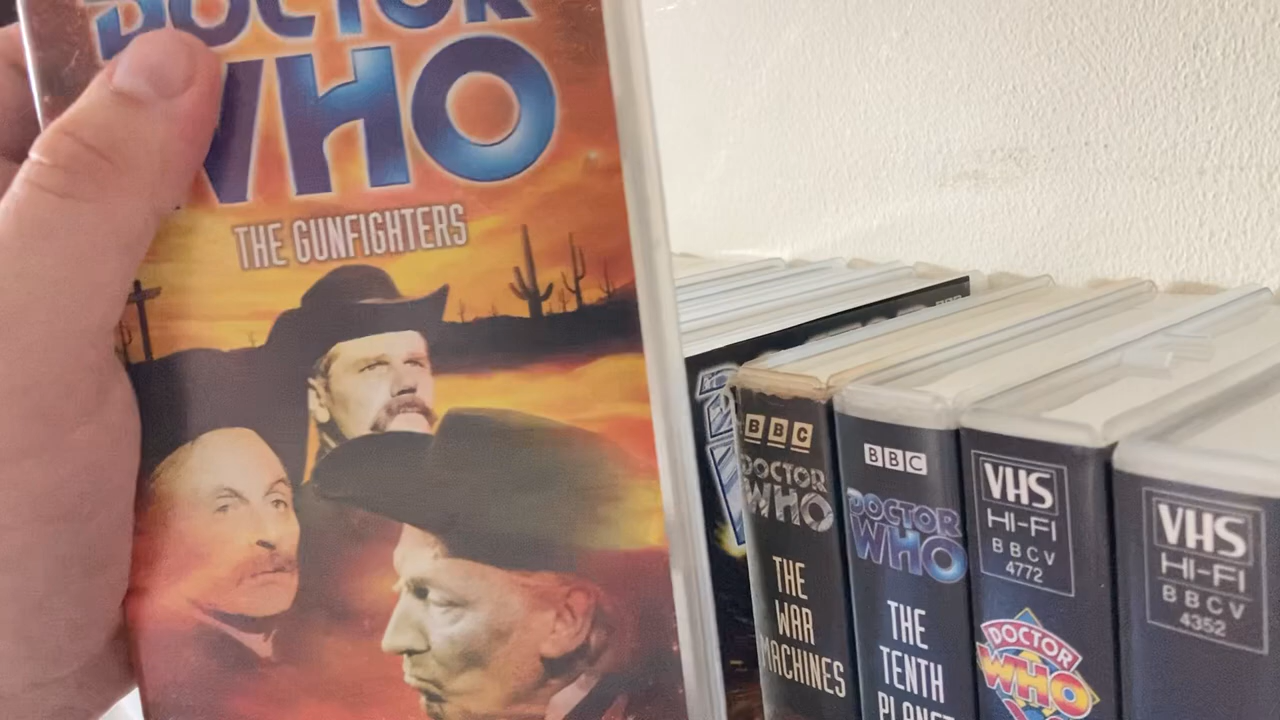 DOCTOR
WHO
THE GUNFIGHTERS
BBC
DOCTOR
WHO
THE
WAR
MACHINES
BBC
DOCTOR
WHO
THE
TENTH
PLANET
VHS
HI-FI
BBCV
4772
DOCTOR
WHO
VHS
HI-FI
BBCV
4352